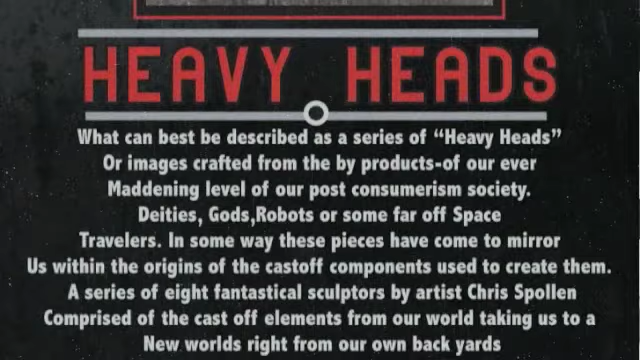 HEAVY HEADS
What can best be described as a series of “Heavy Heads”
Or images crafted from the by products-of our ever
Maddening level of our post consumerism society.
Deities, Gods,Robots or some far off Space
Travelers. In some way these pieces have come to mirror
Us within the origins of the castoff components used to create them.
A series of eight fantastical sculptors by artist Chris Spollen
Comprised of the cast off elements from our world taking us to a
New worlds right from our own back yards